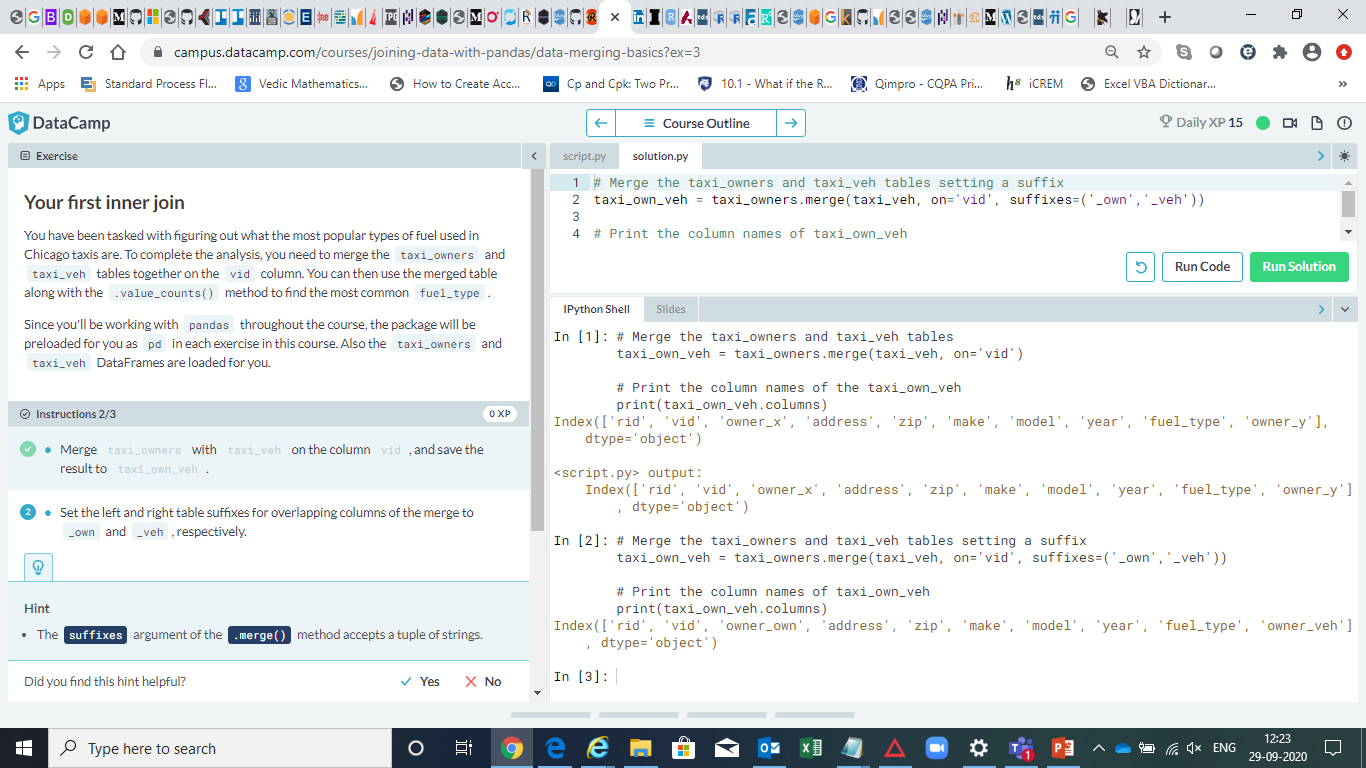 campus.datacamp.com/courses/joining-data-with-pandas/data-merging-basics?ex=3
Apps Standard Process Fl... Vedic Mathematics... How to Create Acc... Cp and Cpk: Two Pr... 10.1 - What if the R... Qimpro - CQPA Pri... iCREM Excel VBA Dictionar... »
DataCamp
Course Outline
Daily XP 15
Exercise
script.py solution.py
Your first inner join
You have been tasked with figuring out what the most popular types of fuel used in
Chicago taxis are. To complete the analysis, you need to merge the taxi_owners and
taxi_veh tables together on the vid column. You can then use the merged table
along with the .value_counts() method to find the most common fuel_type .
Since you'll be working with pandas throughout the course, the package will be
preloaded for you as pd in each exercise in this course. Also the taxi_owners and
taxi_veh DataFrames are loaded for you.
Instructions 2/3 0 XP
• Merge taxi_owners with taxi_veh on the column vid , and save the
result to taxi_own_veh .
2 • Set the left and right table suffixes for overlapping columns of the merge to
_own and _veh , respectively.
Hint
• The suffixes argument of the .merge() method accepts a tuple of strings.
Did you find this hint helpful? Yes No
1 # Merge the taxi_owners and taxi_veh tables setting a suffix
2 taxi_own_veh = taxi_owners.merge(taxi_veh, on='vid', suffixes=('_own','_veh'))
3
4 # Print the column names of taxi_own_veh
Run Code Run Solution
IPython Shell Slides
In [1]: # Merge the taxi_owners and taxi_veh tables
taxi_own_veh = taxi_owners.merge(taxi_veh, on='vid')
# Print the column names of the taxi_own_veh
print(taxi_own_veh.columns)
Index(['rid', 'vid', 'owner_x', 'address', 'zip', 'make', 'model', 'year', 'fuel_type', 'owner_y'],
dtype='object')
<script.py> output:
Index(['rid', 'vid', 'owner_x', 'address', 'zip', 'make', 'model', 'year', 'fuel_type', 'owner_y']
, dtype='object')
In [2]: # Merge the taxi_owners and taxi_veh tables setting a suffix
taxi_own_veh = taxi_owners.merge(taxi_veh, on='vid', suffixes=('_own','_veh'))
# Print the column names of taxi_own_veh
print(taxi_own_veh.columns)
Index(['rid', 'vid', 'owner_own', 'address', 'zip', 'make', 'model', 'year', 'fuel_type', 'owner_veh']
, dtype='object')
In [3]:
Type here to search
ENG
12:23
29-09-2020